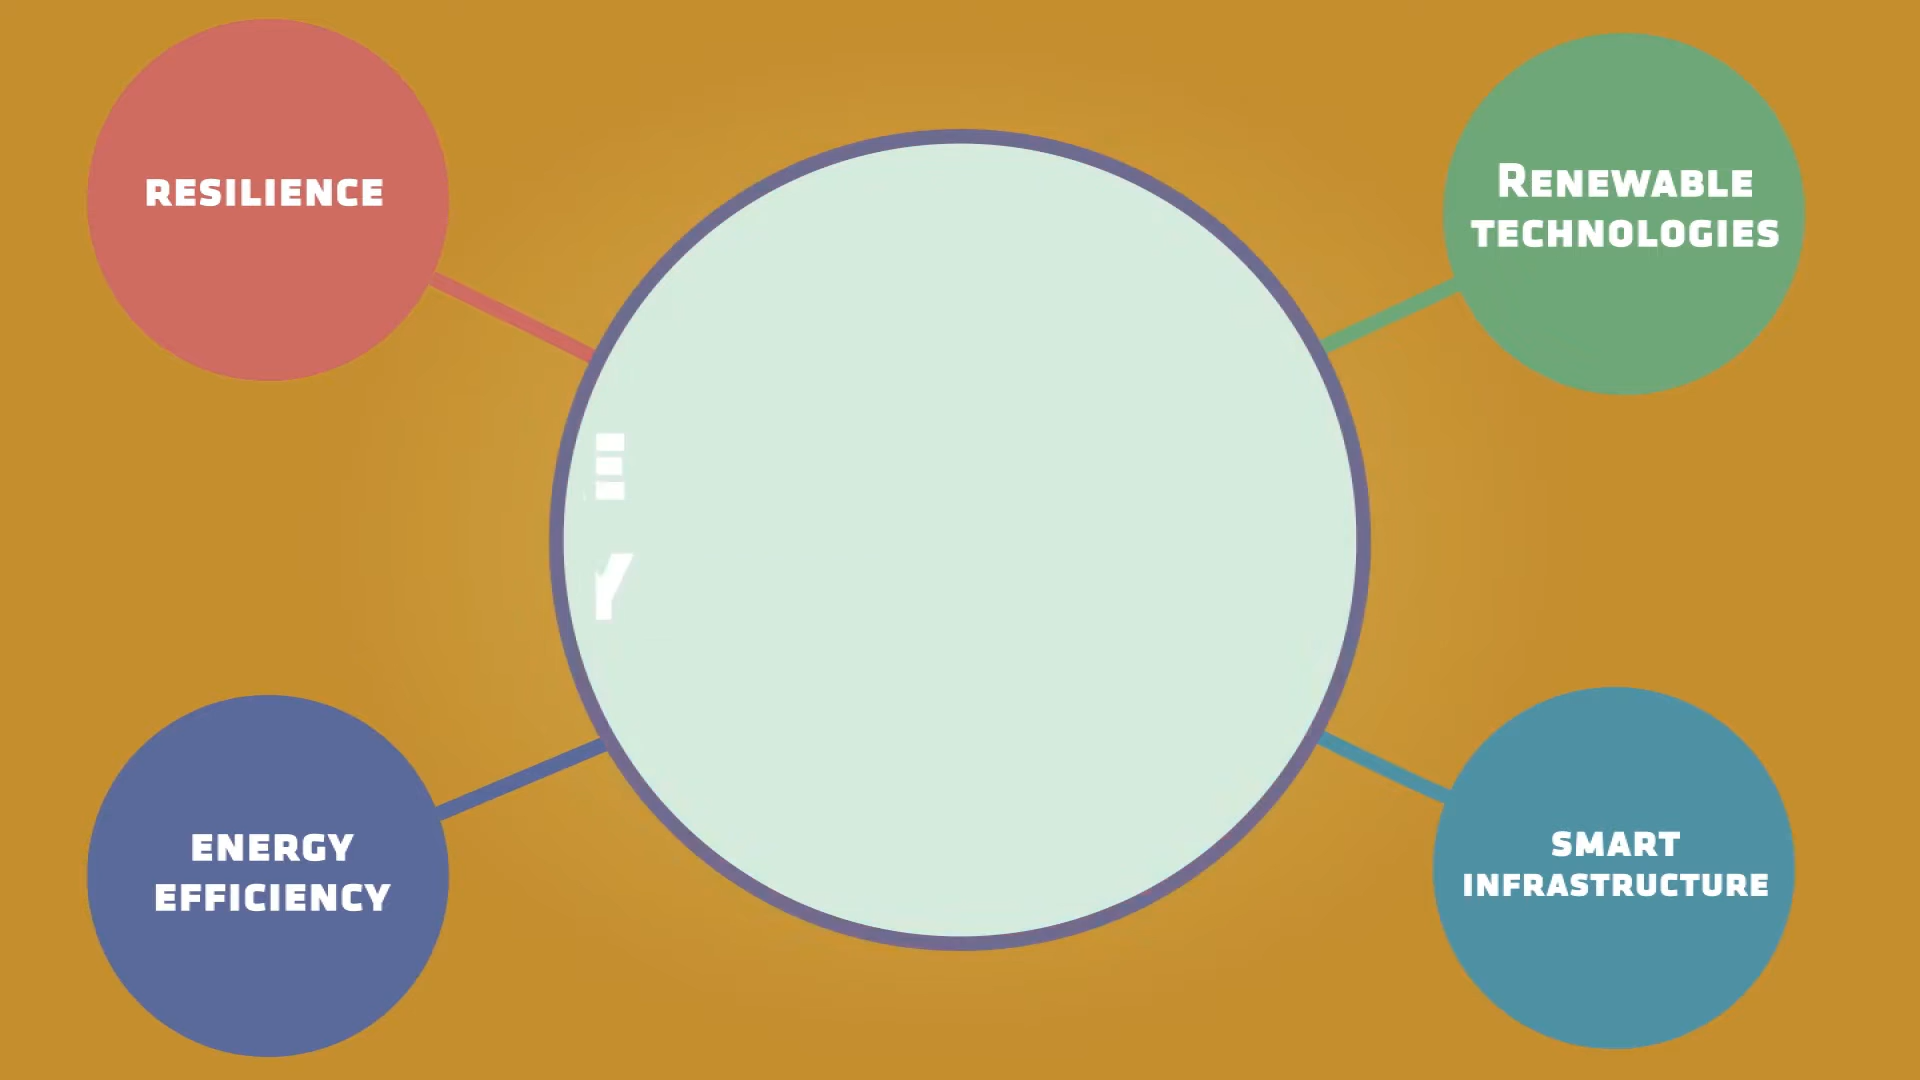 RESILIENCE
RENEWABLE
TECHNOLOGIES
ENERGY
EFFICIENCY
SMART
INFRASTRUCTURE